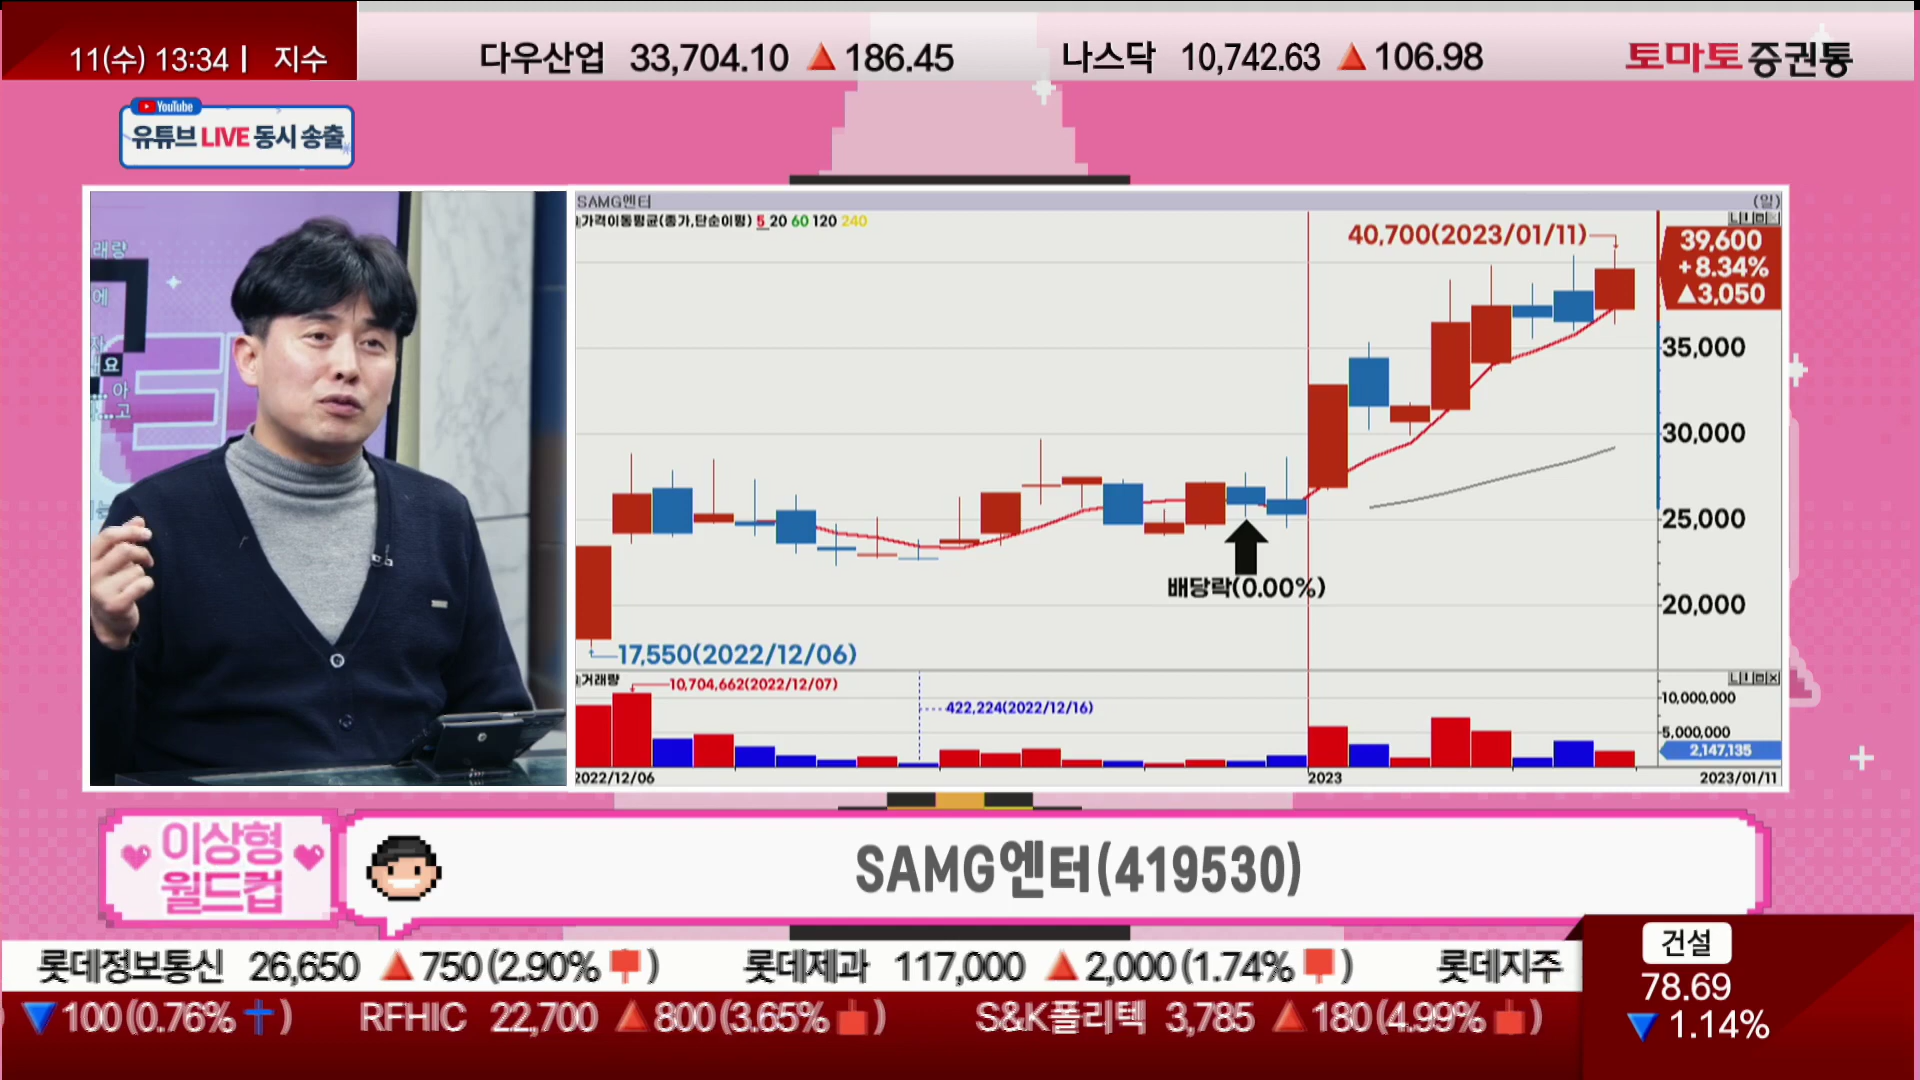 11(수) 13:34 | 지수
다우산업 33,704.10 ▲186.45
나스닥 10,742.63 ▲106.98
토마토증권통
YouTube
유튜브 LIVE 동시 송출
래량
에
요
아
고
SAMG엔터
(일)
가격이동평균(종가,단순이평) 5 20 60 120 240
40,700(2023/01/11)
39,600
+8.34%
▲3,050
35,000
30,000
25,000
20,000
배당락(0.00%)
17,550(2022/12/06)
거래량
10,704,662(2022/12/07)
422,224(2022/12/16)
10,000,000
5,000,000
2,147,135
2022/12/06
2023
2023/01/11
이상형
월드컵
SAMG엔터(419530)
롯데정보통신 26,650 ▲750(2.90%) 롯데제과 117,000 ▲2,000(1.74%) 롯데지주
▼100(0.76%) RFHIC 22,700 ▲800(3.65%) S&K폴리텍 3,785 ▲180(4.99%)
건설
78.69
▼1.14%